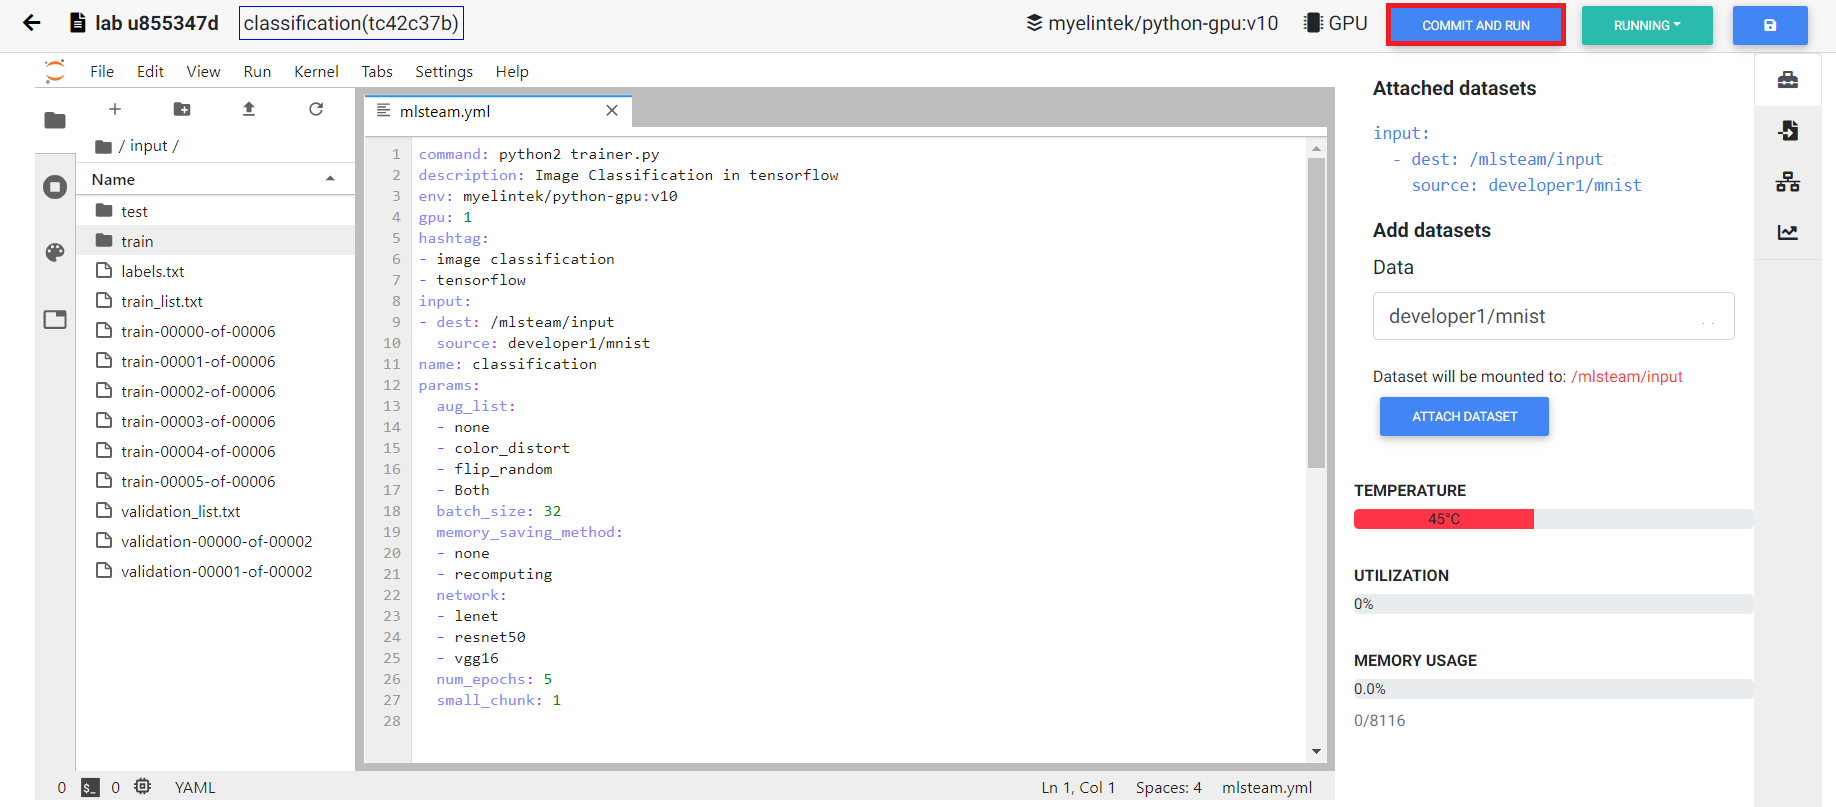 lab u855347d classification(tc42c37b) myelintek/python-gpu:v10 GPU COMMIT AND RUN RUNNING
File Edit View Run Kernel Tabs Settings Help
/ input /
Name
test
train
labels.txt
train_list.txt
train-00000-of-00006
train-00001-of-00006
train-00002-of-00006
train-00003-of-00006
train-00004-of-00006
train-00005-of-00006
validation_list.txt
validation-00000-of-00002
validation-00001-of-00002
mlsteam.yml
1 command: python2 trainer.py
2 description: Image Classification in tensorflow
3 env: myelintek/python-gpu:v10
4 gpu: 1
5 hashtag:
6 - image classification
7 - tensorflow
8 input:
9 - dest: /mlsteam/input
10 source: developer1/mnist
11 name: classification
12 params:
13 aug_list:
14 - none
15 - color_distort
16 - flip_random
17 - Both
18 batch_size: 32
19 memory_saving_method:
20 - none
21 - recomputing
22 network:
23 - lenet
24 - resnet50
25 - vgg16
26 num_epochs: 5
27 small_chunk: 1
28
Attached datasets
input:
- dest: /mlsteam/input
source: developer1/mnist
Add datasets
Data
developer1/mnist
Dataset will be mounted to: /mlsteam/input
ATTACH DATASET
TEMPERATURE
45°C
UTILIZATION
0%
MEMORY USAGE
0.0%
0/8116
0 $_ 0 YAML Ln 1, Col 1 Spaces: 4 mlsteam.yml